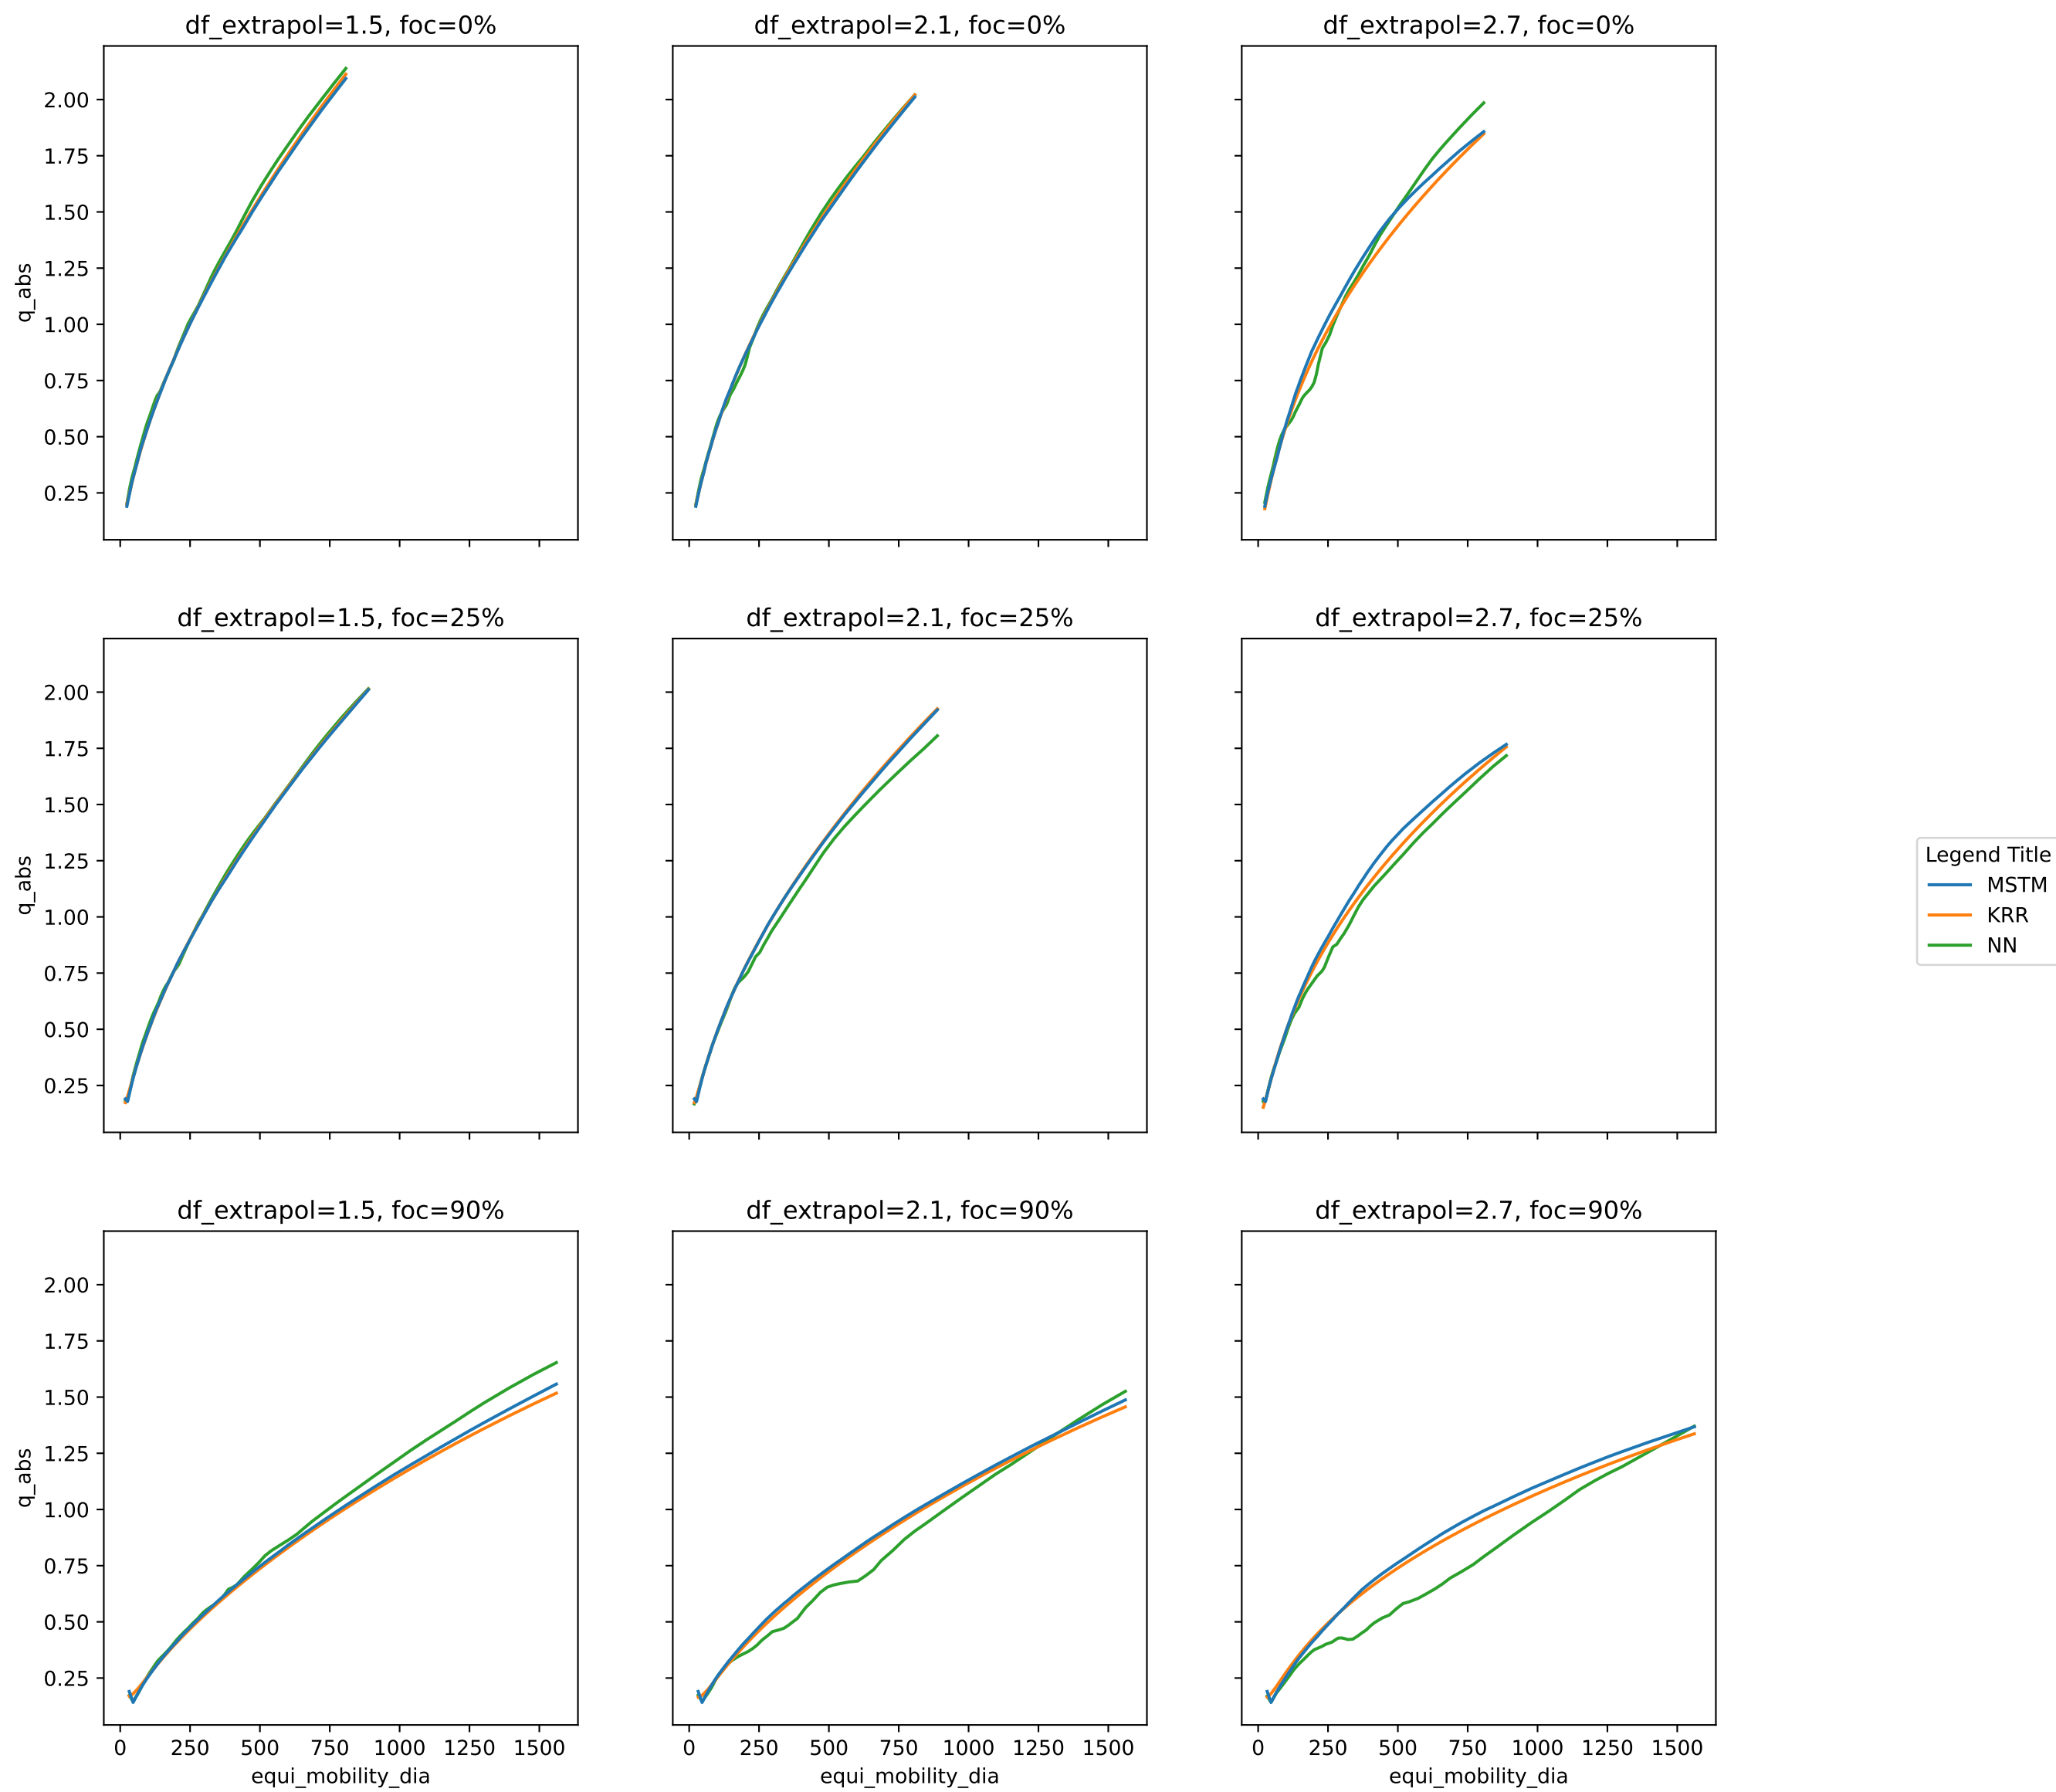 df_extrapol=1.5, foc=0%
df_extrapol=2.1, foc=0%
df_extrapol=2.7, foc=0%
2.00
1.75
1.50
1.25
1.00
0.75
0.50
0.25
q_abs
df_extrapol=1.5, foc=25%
df_extrapol=2.1, foc=25%
df_extrapol=2.7, foc=25%
2.00
1.75
1.50
1.25
1.00
0.75
0.50
0.25
q_abs
Legend Title
MSTM
KRR
NN
df_extrapol=1.5, foc=90%
df_extrapol=2.1, foc=90%
df_extrapol=2.7, foc=90%
2.00
1.75
1.50
1.25
1.00
0.75
0.50
0.25
q_abs
0 250 500 750 1000 1250 1500
0 250 500 750 1000 1250 1500
0 250 500 750 1000 1250 1500
equi_mobility_dia
equi_mobility_dia
equi_mobility_dia